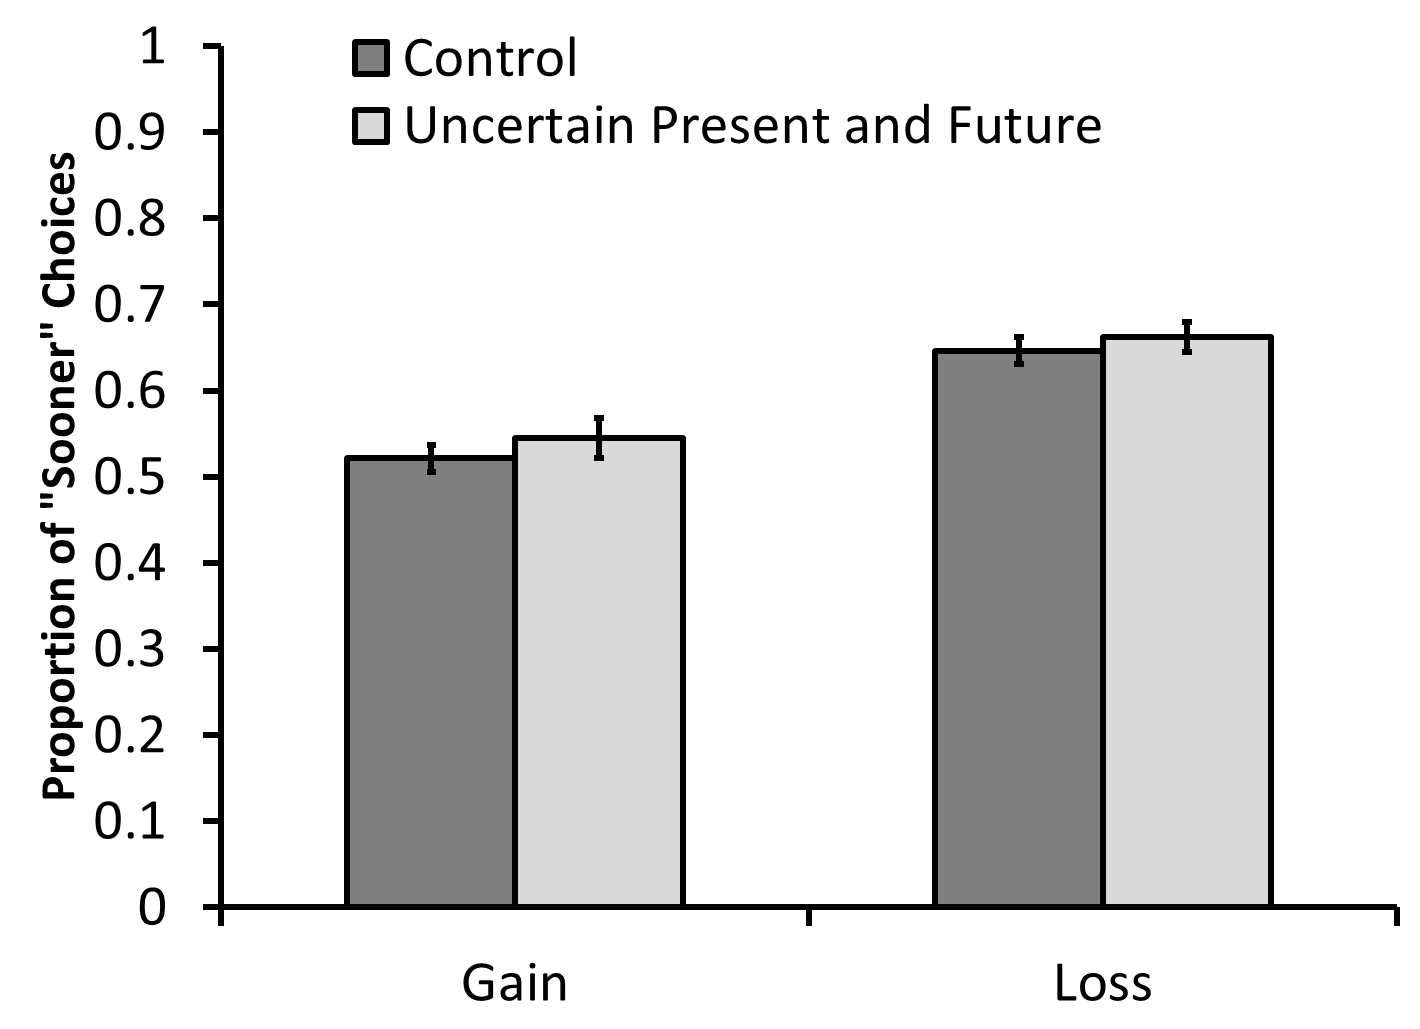 Control
Uncertain Present and Future
Proportion of "Sooner" Choices
1
0.9
0.8
0.7
0.6
0.5
0.4
0.3
0.2
0.1
0
Gain
Loss